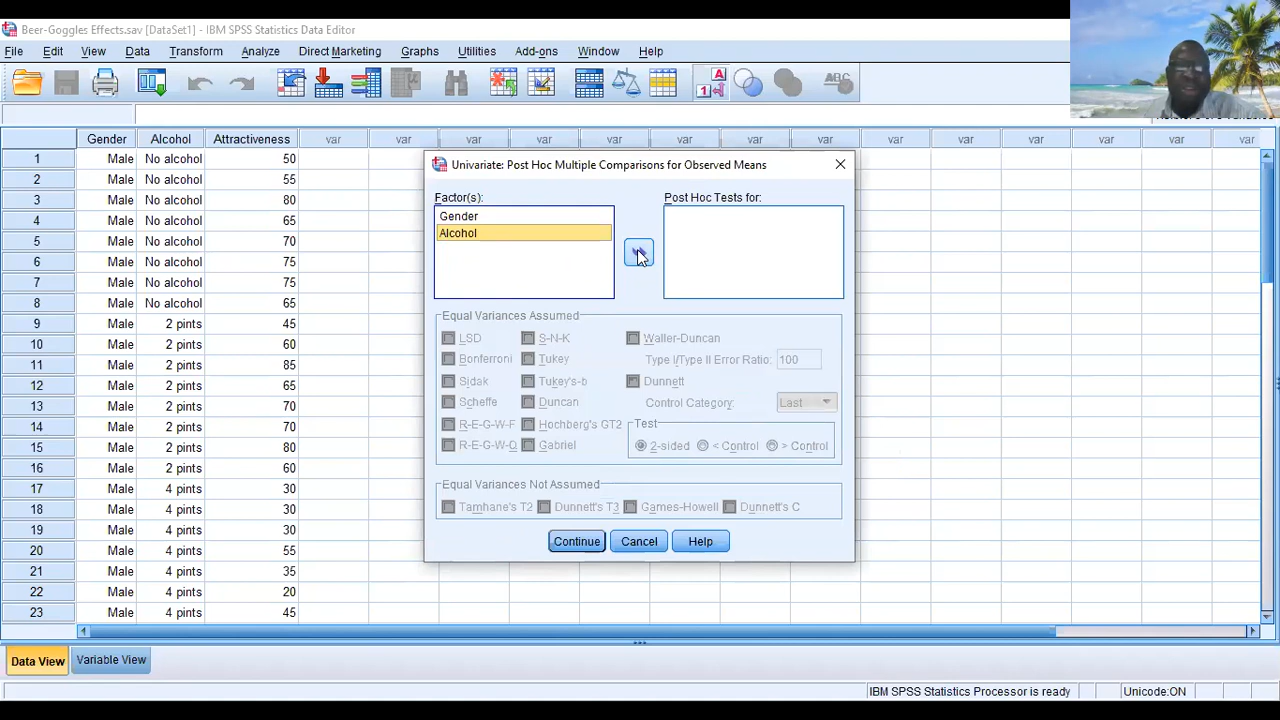 Beer-Goggles Effects.sav [DataSet1] - IBM SPSS Statistics Data Editor
File Edit View Data Transform Analyze Direct Marketing Graphs Utilities Add-ons Window Help
A
1
ABC
Gender Alcohol Attractiveness var var var var var var var var var var var var var var
1 Male No alcohol 50
2 Male No alcohol 55
3 Male No alcohol 80
4 Male No alcohol 65
5 Male No alcohol 70
6 Male No alcohol 75
7 Male No alcohol 75
8 Male No alcohol 65
9 Male 2 pints 45
10 Male 2 pints 60
11 Male 2 pints 85
12 Male 2 pints 65
13 Male 2 pints 70
14 Male 2 pints 70
15 Male 2 pints 80
16 Male 2 pints 60
17 Male 4 pints 30
18 Male 4 pints 30
19 Male 4 pints 55
20 Male 4 pints 35
21 Male 4 pints 35
22 Male 4 pints 20
23 Male 4 pints 45
Univariate: Post Hoc Multiple Comparisons for Observed Means
Factor(s): Post Hoc Tests for:
Gender
Alcohol
Equal Variances Assumed
LSD S-N-K Waller-Duncan
Bonferroni Tukey Type I/Type II Error Ratio: 100
Sidak Tukey's-b Dunnett
Scheffe Duncan Control Category: Last
R-E-G-W-F Hochberg's GT2 Test
R-E-G-W-Q Gabriel 2-sided < Control > Control
Equal Variances Not Assumed
Tamhane's T2 Dunnett's T3 Games-Howell Dunnett's C
Continue Cancel Help
Data View Variable View
IBM SPSS Statistics Processor is ready Unicode:ON